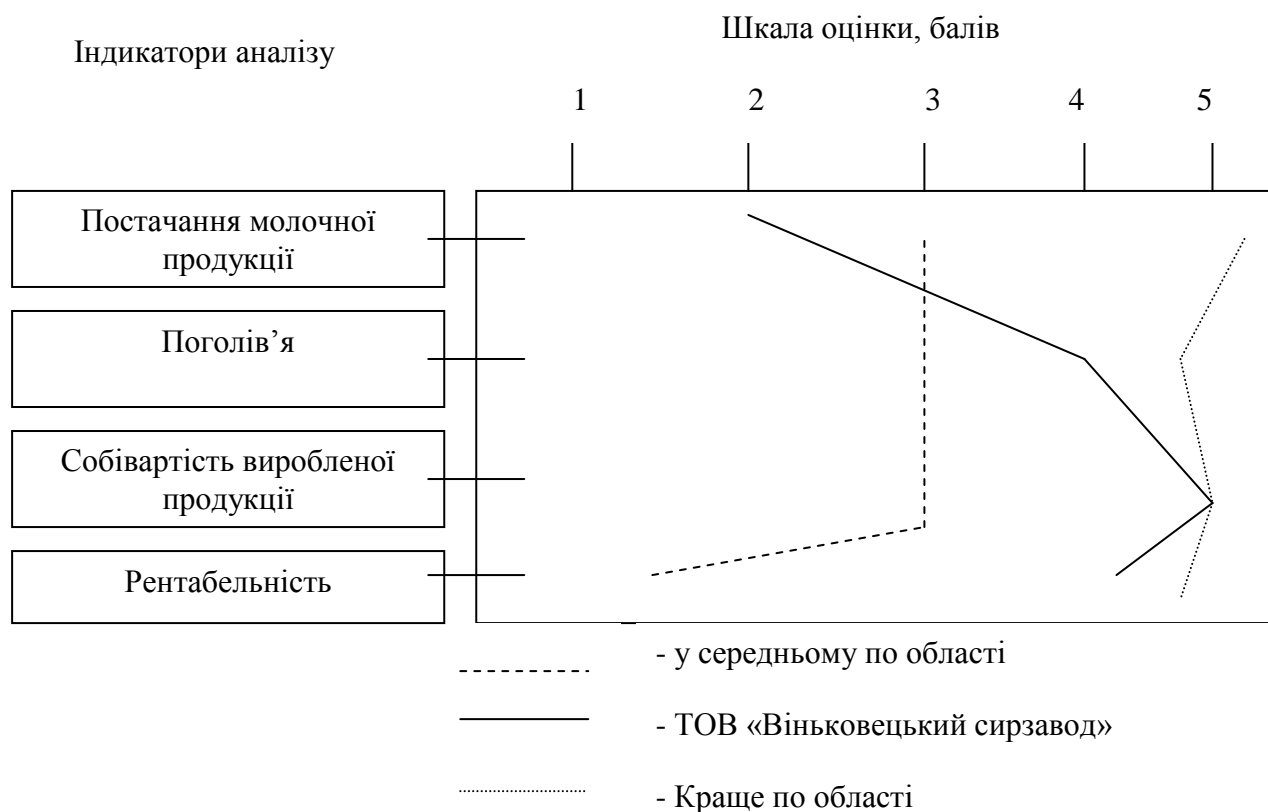 Шкала оцінки, балів
Індикатори аналізу
1 2 3 4 5
Постачання молочної
продукції
Поголів’я
Собівартість виробленої
продукції
Рентабельність
- у середньому по області
- ТОВ «Віньковецький сирзавод»
- Краще по області